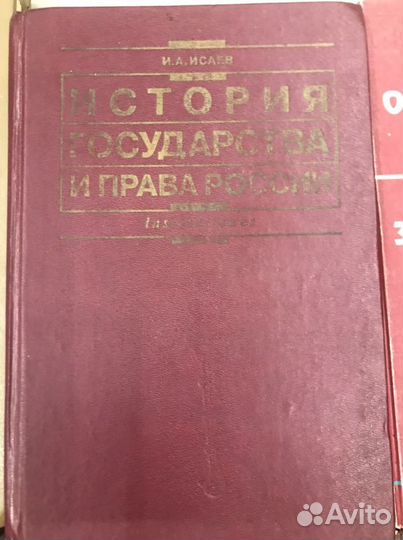 И.А.ИСАЕВ
ИСТОРИЯ
ГОСУДАРСТВА
И ПРАВА РОССИИ
О
З
Avito